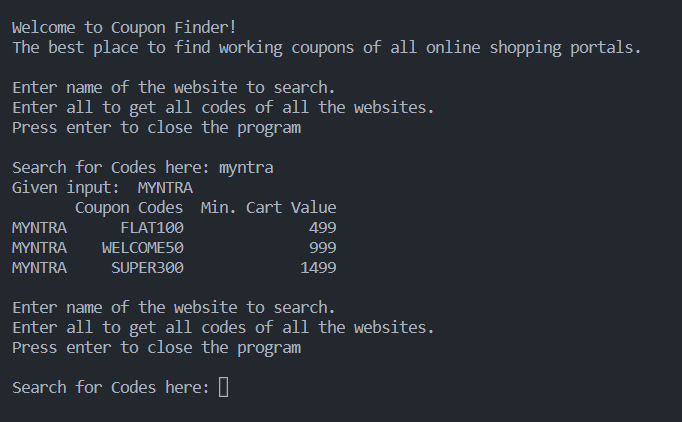 Welcome to Coupon Finder!
The best place to find working coupons of all online shopping portals.
Enter name of the website to search.
Enter all to get all codes of all the websites.
Press enter to close the program
Search for Codes here: myntra
Given input:  MYNTRA
       Coupon Codes  Min. Cart Value
MYNTRA      FLAT100              499
MYNTRA    WELCOME50              999
MYNTRA     SUPER300             1499
Enter name of the website to search.
Enter all to get all codes of all the websites.
Press enter to close the program
Search for Codes here: